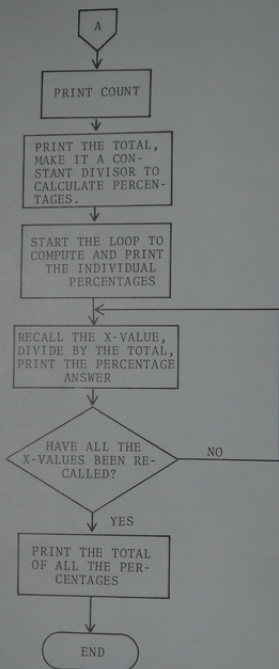 A
PRINT COUNT
PRINT THE TOTAL,
MAKE IT A CON-
STANT DIVISOR TO
CALCULATE PERCEN-
TAGES.
START THE LOOP TO
COMPUTE AND PRINT
THE INDIVIDUAL
PERCENTAGES
RECALL THE X-VALUE,
DIVIDE BY THE TOTAL,
PRINT THE PERCENTAGE
ANSWER
HAVE ALL THE
X-VALUES BEEN RE-
CALLED?
NO
YES
PRINT THE TOTAL
OF ALL THE PER-
CENTAGES
END